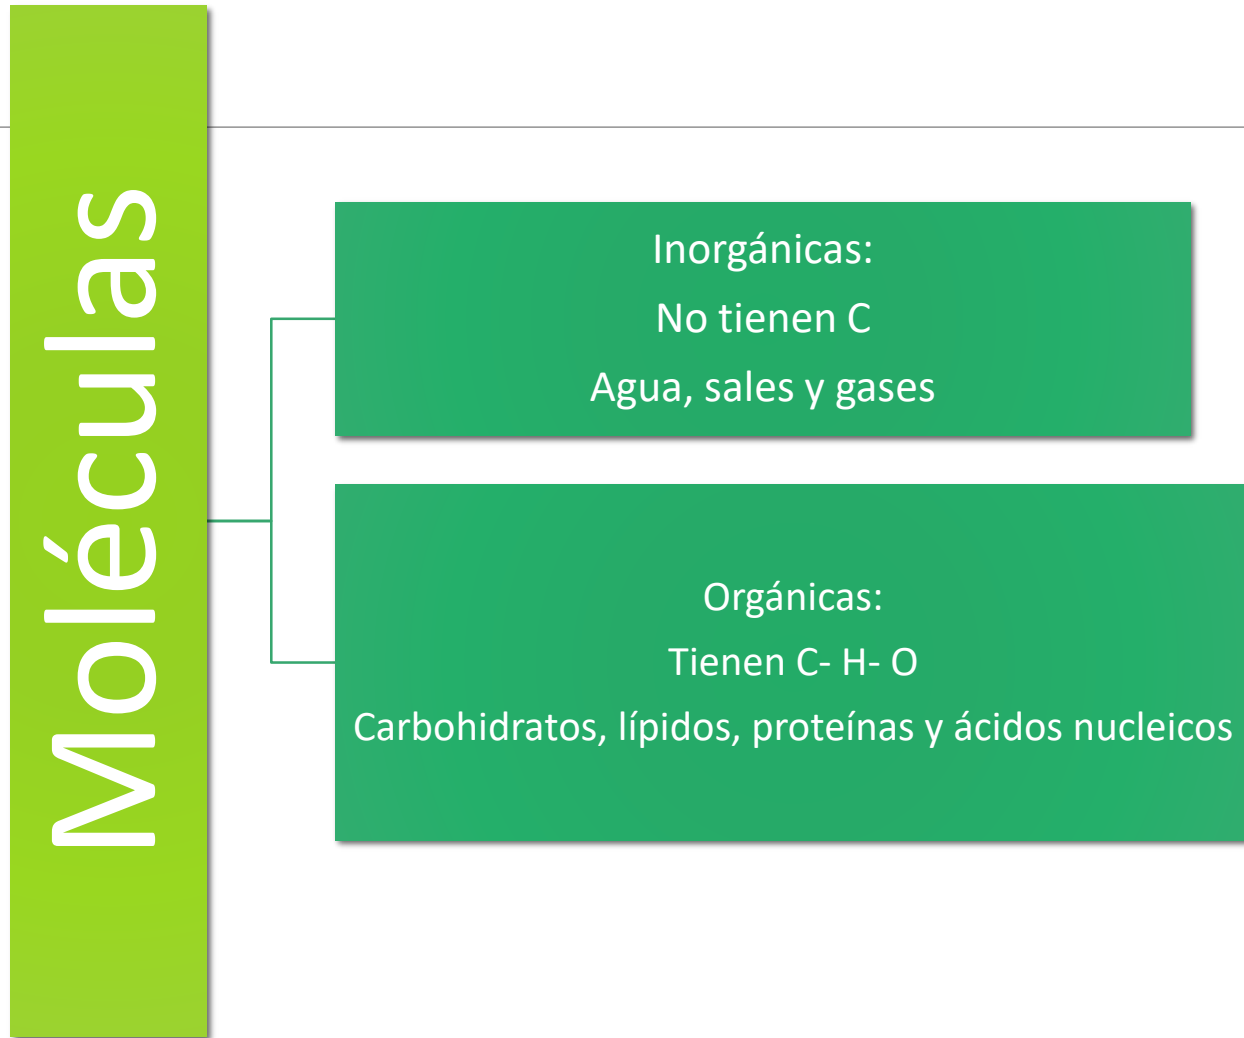 Moléculas
Inorgánicas:
No tienen C
Agua, sales y gases
Orgánicas:
Tienen C- H- O
Carbohidratos, lípidos, proteínas y ácidos nucleicos